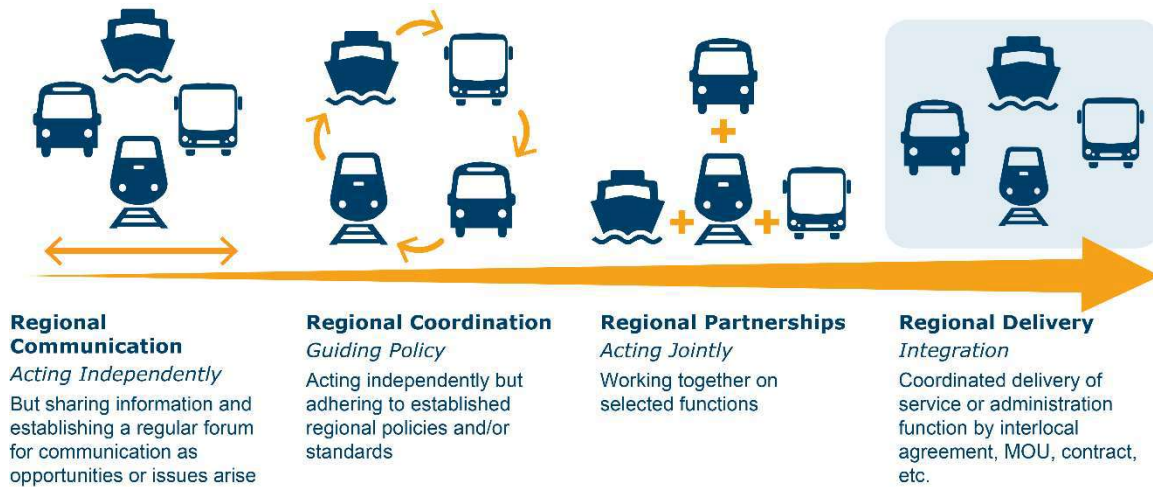 Regional
Communication
Acting Independently
But sharing information and
establishing a regular forum
for communication as
opportunities or issues arise
Regional Coordination
Guiding Policy
Acting independently but
adhering to established
regional policies and/or
standards
Regional Partnerships
Acting Jointly
Working together on
selected functions
Regional Delivery
Integration
Coordinated delivery of
service or administration
function by interlocal
agreement, MOU, contract,
etc.